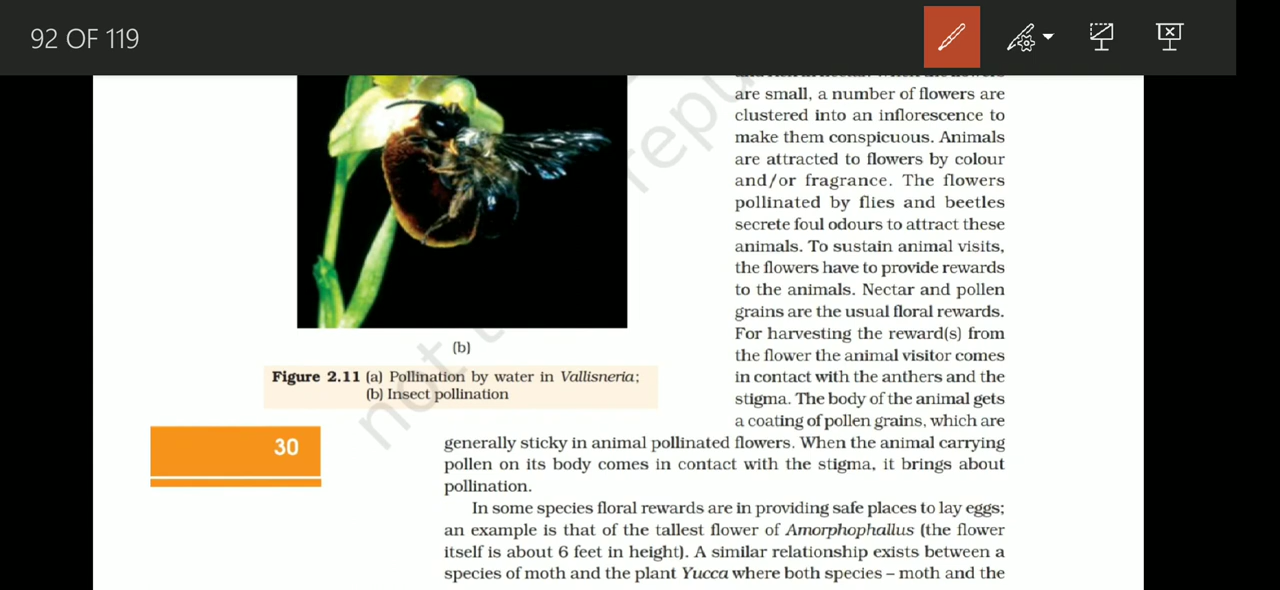 92 OF 119
are small, a number of flowers are
clustered into an inflorescence to
make them conspicuous. Animals
are attracted to flowers by colour
and/or fragrance. The flowers
pollinated by flies and beetles
secrete foul odours to attract these
animals. To sustain animal visits,
the flowers have to provide rewards
to the animals. Nectar and pollen
grains are the usual floral rewards.
For harvesting the reward(s) from
the flower the animal visitor comes
in contact with the anthers and the
stigma. The body of the animal gets
a coating of pollen grains, which are
generally sticky in animal pollinated flowers. When the animal carrying
pollen on its body comes in contact with the stigma, it brings about
pollination.
In some species floral rewards are in providing safe places to lay eggs;
an example is that of the tallest flower of Amorphophallus (the flower
itself is about 6 feet in height). A similar relationship exists between a
species of moth and the plant Yucca where both species – moth and the
(b)
Figure 2.11 (a) Pollination by water in Vallisneria;
(b) Insect pollination
30
not
repu